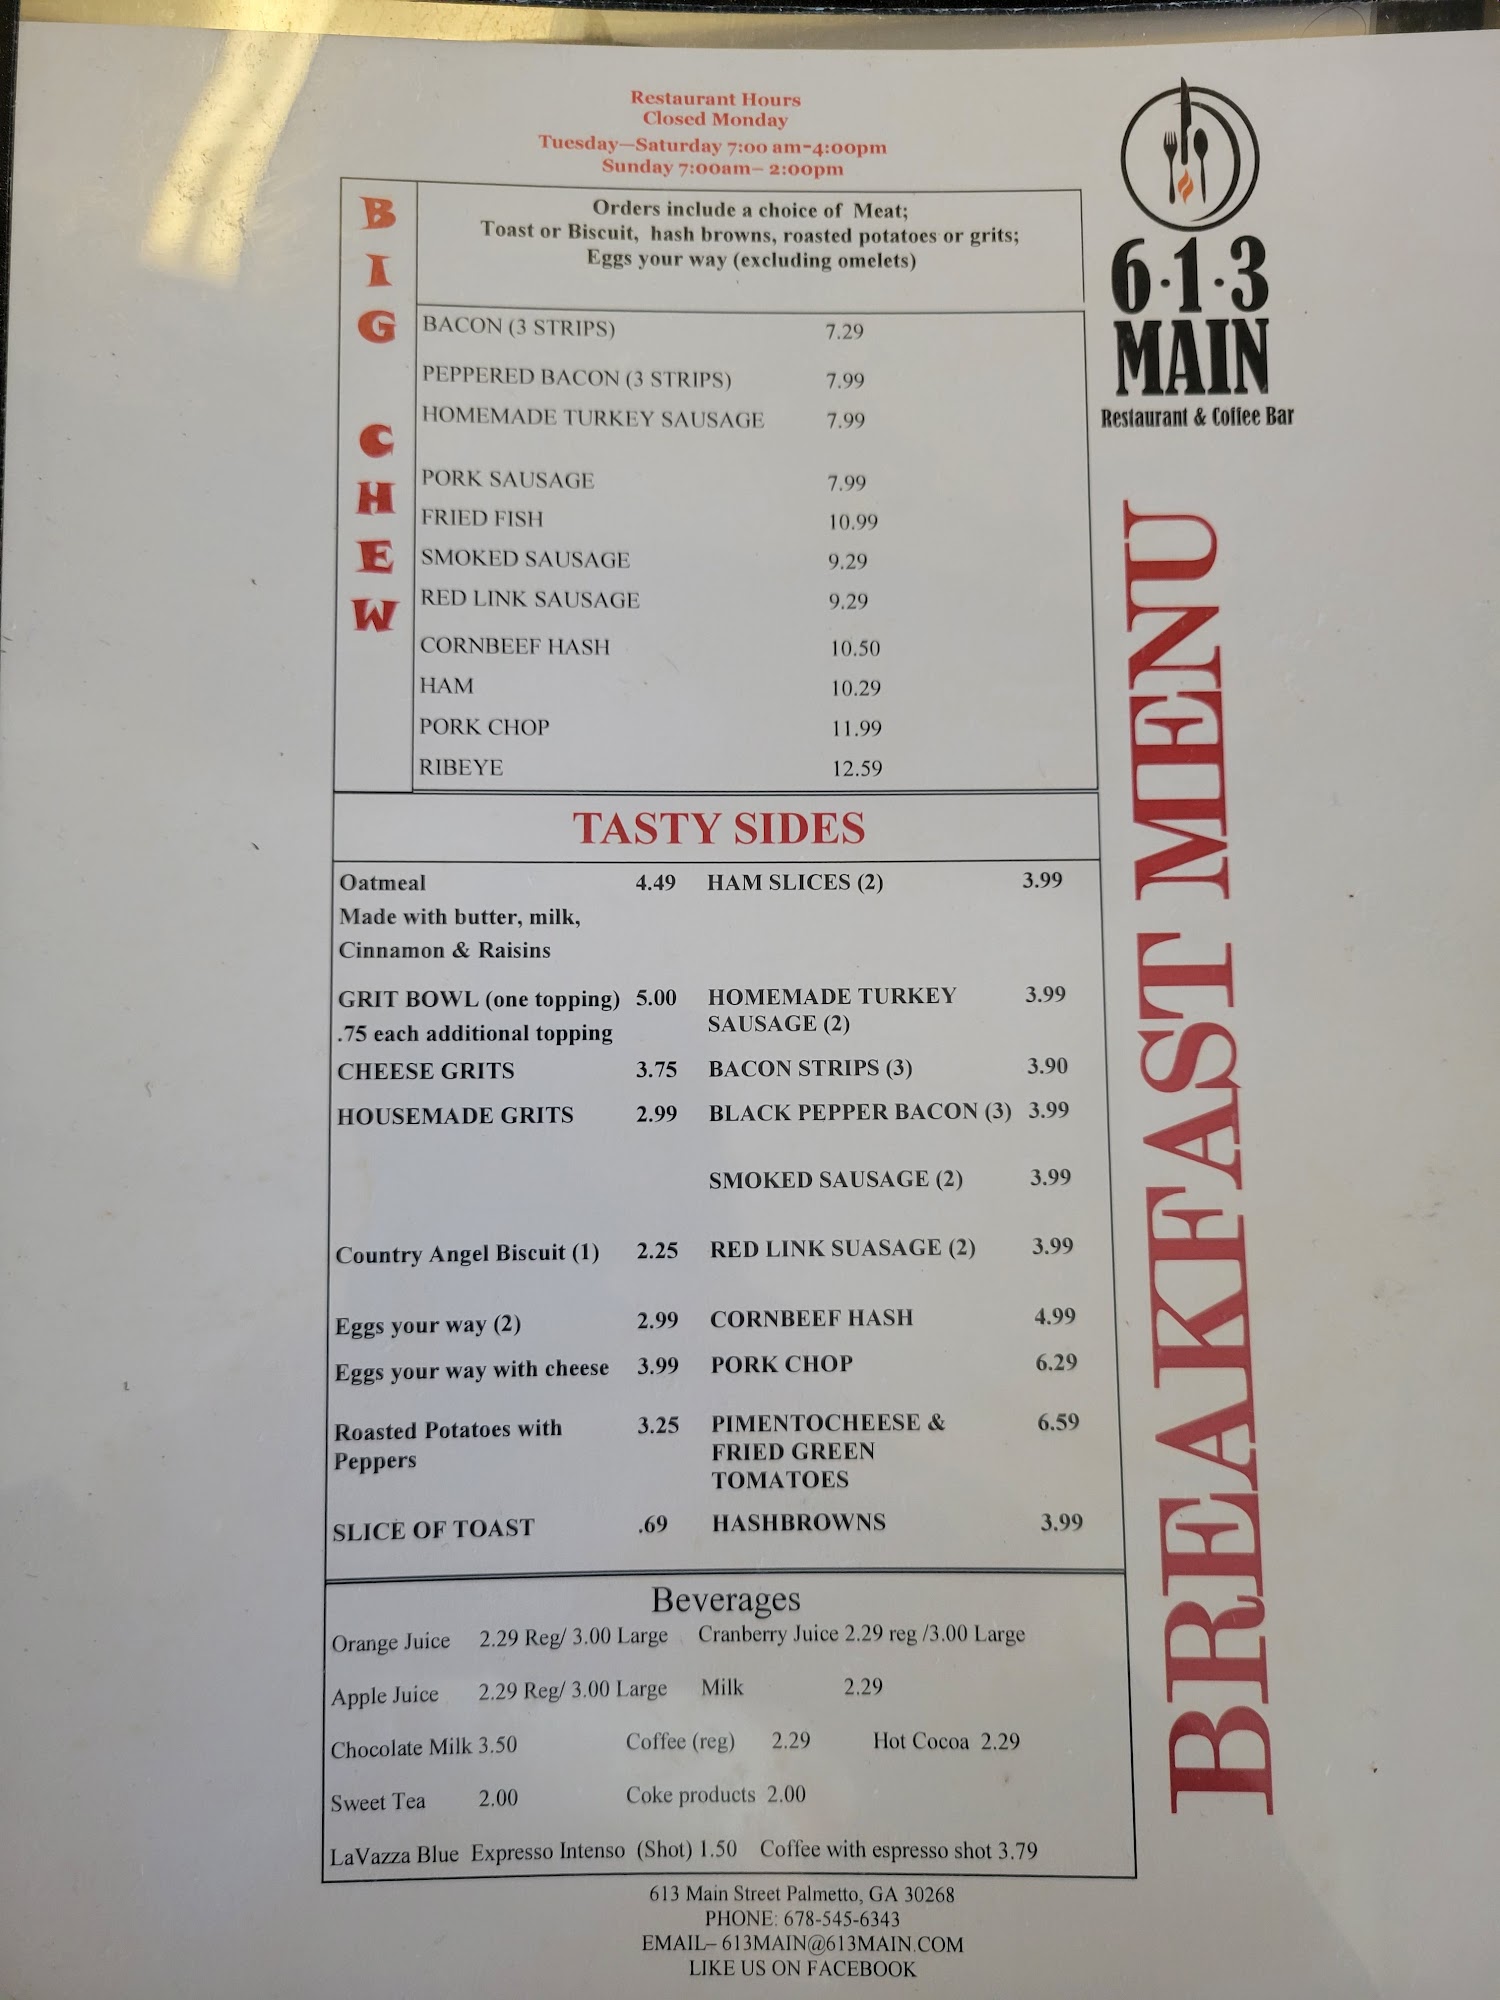 Restaurant Hours
Closed Monday
Tuesday—Saturday 7:00 am-4:00pm
Sunday 7:00am– 2:00pm
6·1·3
MAIN
Restaurant & Coffee Bar
BREAKFAST MENU
BIG CHEW
Orders include a choice of Meat;
Toast or Biscuit, hash browns, roasted potatoes or grits;
Eggs your way (excluding omelets)
BACON (3 STRIPS) 7.29
PEPPERED BACON (3 STRIPS) 7.99
HOMEMADE TURKEY SAUSAGE 7.99
PORK SAUSAGE 7.99
FRIED FISH 10.99
SMOKED SAUSAGE 9.29
RED LINK SAUSAGE 9.29
CORNBEEF HASH 10.50
HAM 10.29
PORK CHOP 11.99
RIBEYE 12.59
TASTY SIDES
Oatmeal 4.49 HAM SLICES (2) 3.99
Made with butter, milk,
Cinnamon & Raisins
GRIT BOWL (one topping) 5.00 HOMEMADE TURKEY 3.99
.75 each additional topping SAUSAGE (2)
CHEESE GRITS 3.75 BACON STRIPS (3) 3.90
HOUSEMADE GRITS 2.99 BLACK PEPPER BACON (3) 3.99
SMOKED SAUSAGE (2) 3.99
Country Angel Biscuit (1) 2.25 RED LINK SUASAGE (2) 3.99
Eggs your way (2) 2.99 CORNBEEF HASH 4.99
Eggs your way with cheese 3.99 PORK CHOP 6.29
Roasted Potatoes with 3.25 PIMENTOCHEESE & 6.59
Peppers FRIED GREEN
TOMATOES
SLICE OF TOAST .69 HASHBROWNS 3.99
Beverages
Orange Juice 2.29 Reg/ 3.00 Large Cranberry Juice 2.29 reg /3.00 Large
Apple Juice 2.29 Reg/ 3.00 Large Milk 2.29
Chocolate Milk 3.50 Coffee (reg) 2.29 Hot Cocoa 2.29
Sweet Tea 2.00 Coke products 2.00
LaVazza Blue Expresso Intenso (Shot) 1.50 Coffee with espresso shot 3.79
613 Main Street Palmetto, GA 30268
PHONE: 678-545-6343
EMAIL– 613MAIN@613MAIN.COM
LIKE US ON FACEBOOK